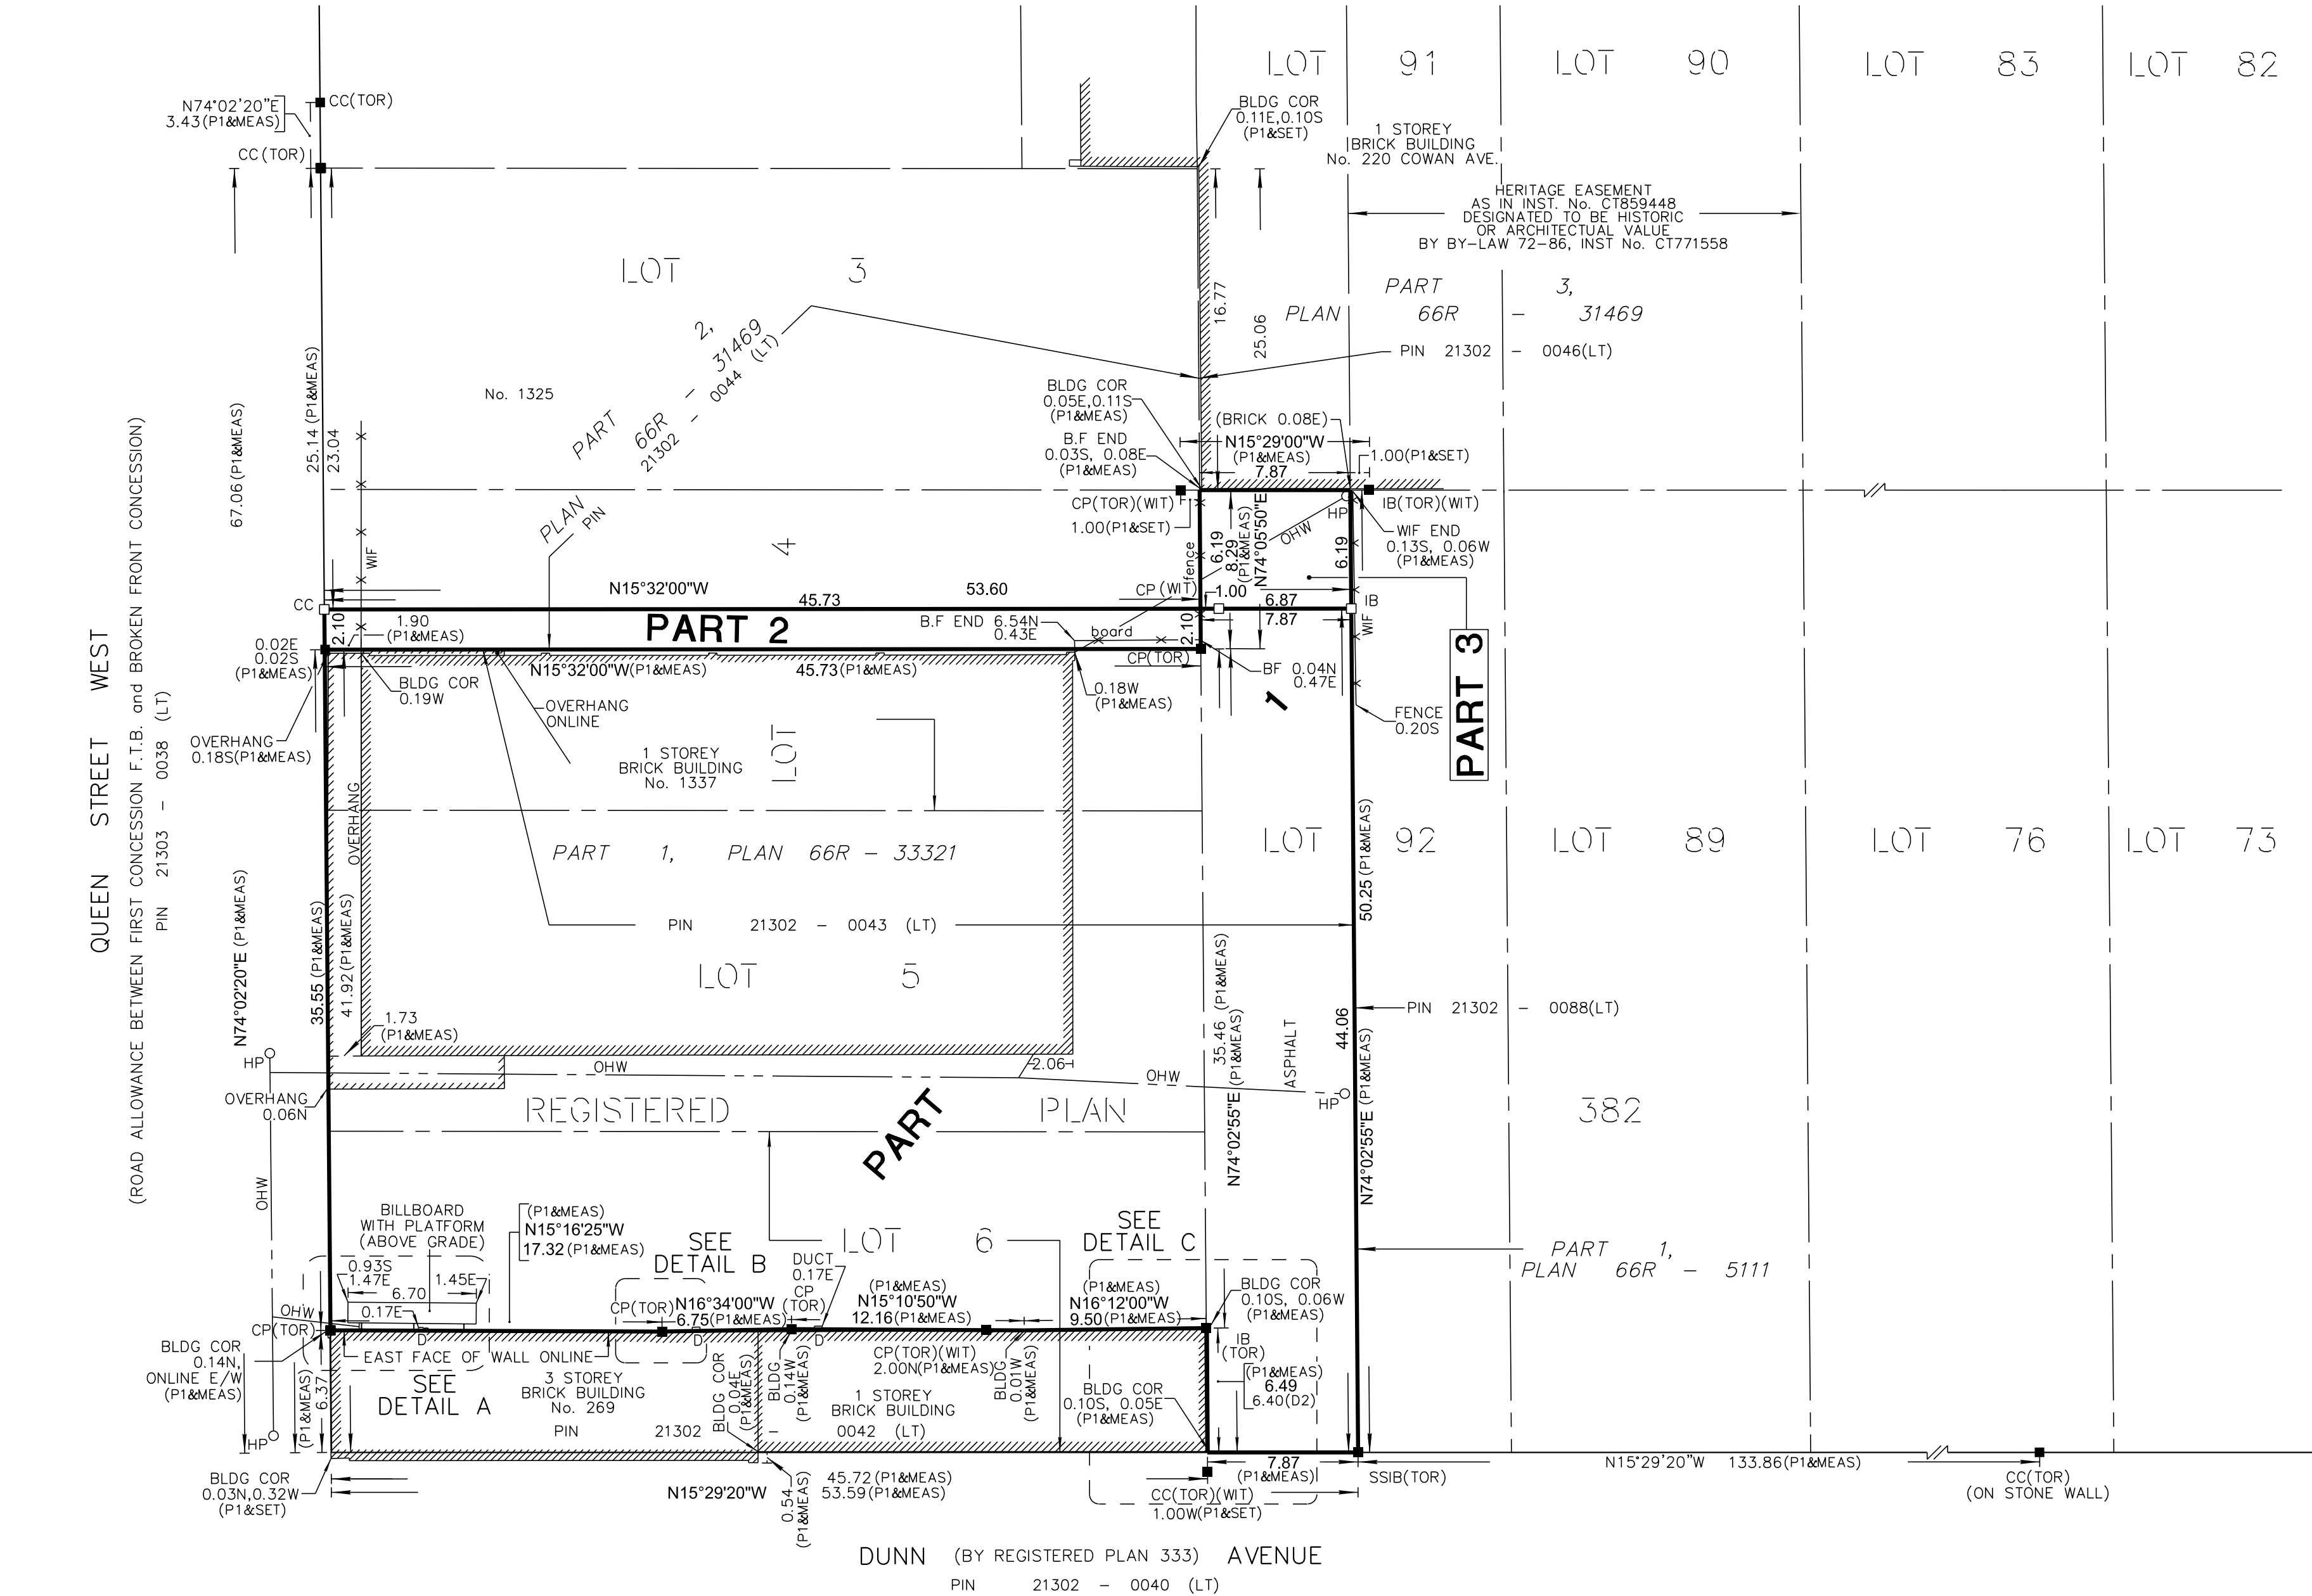 LOT 91
LOT 90
LOT 83
LOT 82
N74°02'20"E
3.43(P1&MEAS)
CC(TOR)
CC(TOR)
BLDG COR
0.11E,0.10S
(P1&SET)
1 STOREY
BRICK BUILDING
No. 220 COWAN AVE.
HERITAGE EASEMENT
AS IN INST. No. CT859448
DESIGNATED TO BE HISTORIC
OR ARCHITECTUAL VALUE
BY BY-LAW 72-86, INST No. CT771558
LOT 3
PART 3,
PLAN 66R - 31469
PIN 21302 - 0046(LT)
16.77
25.06
PART 2,
PLAN 66R - 31469
PIN 21302 - 0044 (LT)
No. 1325
25.14 (P1&MEAS)
23.04
67.06 (P1&MEAS)
BLDG COR
0.05E,0.11S
(P1&MEAS)
B.F END
0.03S, 0.08E
(P1&MEAS)
(BRICK 0.08E)
N15°29'00"W
(P1&MEAS)
7.87
1.00(P1&SET)
CP(TOR)(WIT)
1.00(P1&SET)
IB(TOR)(WIT)
HP
OHW
WIF END
0.13S, 0.06W
(P1&MEAS)
WIF
4
fence
6.19
8.29
(P1&MEAS)
N74°05'50"E
6.19
CC
N15°32'00"W
53.60
45.73
CP (WIT)
1.00
6.87
7.87
IB
WIF
2.10
1.90
(P1&MEAS)
PART 2
B.F END 6.54N
0.43E
board
2.10
PART 3
0.02E
0.02S
(P1&MEAS)
N15°32'00"W(P1&MEAS)
45.73(P1&MEAS)
CP(TOR)
BF 0.04N
0.47E
BLDG COR
0.19W
OVERHANG
ONLINE
0.18W
(P1&MEAS)
1
FENCE
0.20S
OVERHANG
0.18S(P1&MEAS)
1 STOREY
BRICK BUILDING
No. 1337
LOT
OVERHANG
QUEEN STREET WEST
(ROAD ALLOWANCE BETWEEN FIRST CONCESSION F.T.B. and BROKEN FRONT CONCESSION)
PIN 21303 - 0038 (LT)
N74°02'20"E (P1&MEAS)
PART 1, PLAN 66R - 33321
LOT 92
LOT 89
LOT 76
LOT 73
50.25 (P1&MEAS)
PIN 21302 - 0043 (LT)
35.55 (P1&MEAS)
41.92 (P1&MEAS)
LOT 5
35.46 (P1&MEAS)
N74°02'55"E (P1&MEAS)
ASPHALT
44.06
N74°02'55"E (P1&MEAS)
PIN 21302 - 0088(LT)
1.73
(P1&MEAS)
HP
OHW
2.06
OHW
HP
OVERHANG
0.06N
REGISTERED PLAN 382
PART
OHW
BILLBOARD
WITH PLATFORM
(ABOVE GRADE)
(P1&MEAS)
N15°16'25"W
17.32(P1&MEAS)
SEE
DETAIL B
LOT 6
SEE
DETAIL C
PART 1,
PLAN 66R - 5111
0.93S
1.47E
1.45E
6.70
0.17E
OHW
DUCT
0.17E
CP
(TOR)
CP(TOR)
N16°34'00"W
6.75(P1&MEAS)
(P1&MEAS)
N15°10'50"W
12.16(P1&MEAS)
(P1&MEAS)
N16°12'00"W
9.50(P1&MEAS)
BLDG COR
0.10S, 0.06W
(P1&MEAS)
CP(TOR)
D
D
D
BLDG COR
0.14N,
ONLINE E/W
(P1&MEAS)
EAST FACE OF WALL ONLINE
SEE
DETAIL A
(P1&MEAS)
6.37
3 STOREY
BRICK BUILDING
No. 269
BLDG COR
0.04E
(P1&MEAS)
BLDG
0.14W
(P1&MEAS)
CP(TOR)(WIT)
2.00N(P1&MEAS)
1 STOREY
BRICK BUILDING
BLDG
0.01W
(P1&MEAS)
BLDG COR
0.10S, 0.05E
(P1&MEAS)
IB
(TOR)
(P1&MEAS)
6.49
6.40(D2)
PIN 21302 - 0042 (LT)
HP
BLDG COR
0.03N,0.32W
(P1&SET)
N15°29'20"W
45.72(P1&MEAS)
53.59(P1&MEAS)
0.54
(P1&MEAS)
7.87
(P1&MEAS)
CC(TOR)(WIT)
1.00W(P1&SET)
SSIB(TOR)
N15°29'20"W 133.86(P1&MEAS)
CC(TOR)
(ON STONE WALL)
DUNN (BY REGISTERED PLAN 333) AVENUE
PIN 21302 - 0040 (LT)